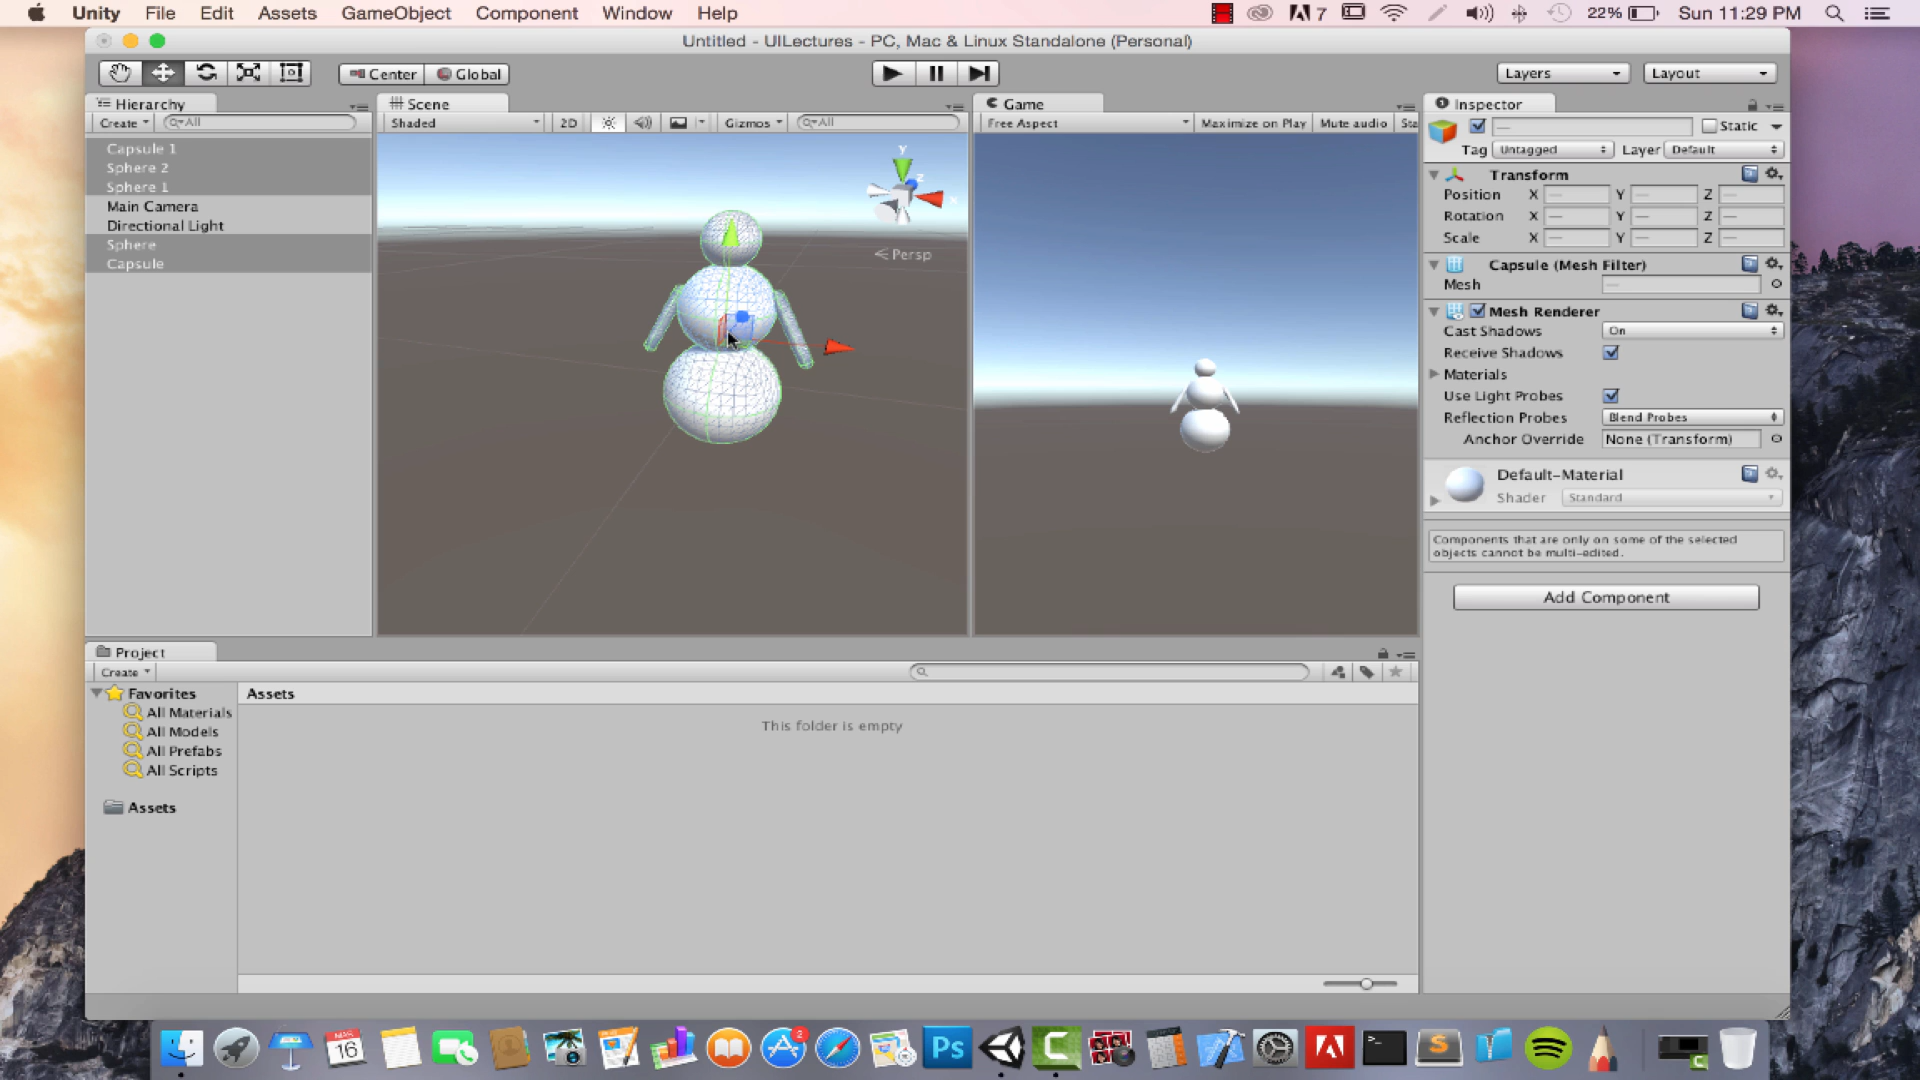 Unity File Edit Assets GameObject Component Window Help 7 22% Sun 11:29 PM
Untitled - UILectures - PC, Mac & Linux Standalone (Personal)
Center Global Layers Layout
Hierarchy Scene Game Inspector
Create All Shaded 2D Gizmos All Free Aspect Maximize on Play Mute audio Sta
— Static
Tag Untagged Layer Default
Capsule 1
Sphere 2
Sphere 1
Main Camera
Directional Light
Sphere
Capsule
y
z
x
Persp
Transform
Position X — Y — Z —
Rotation X — Y — Z —
Scale X — Y — Z —
Capsule (Mesh Filter)
Mesh —
Mesh Renderer
Cast Shadows On
Receive Shadows
Materials
Use Light Probes
Reflection Probes Blend Probes
Anchor Override None (Transform)
Default-Material
Shader Standard
Components that are only on some of the selected
objects cannot be multi-edited.
Add Component
Project
Create
Favorites
All Materials
All Models
All Prefabs
All Scripts
Assets
Assets
This folder is empty
16 2 Ps C S